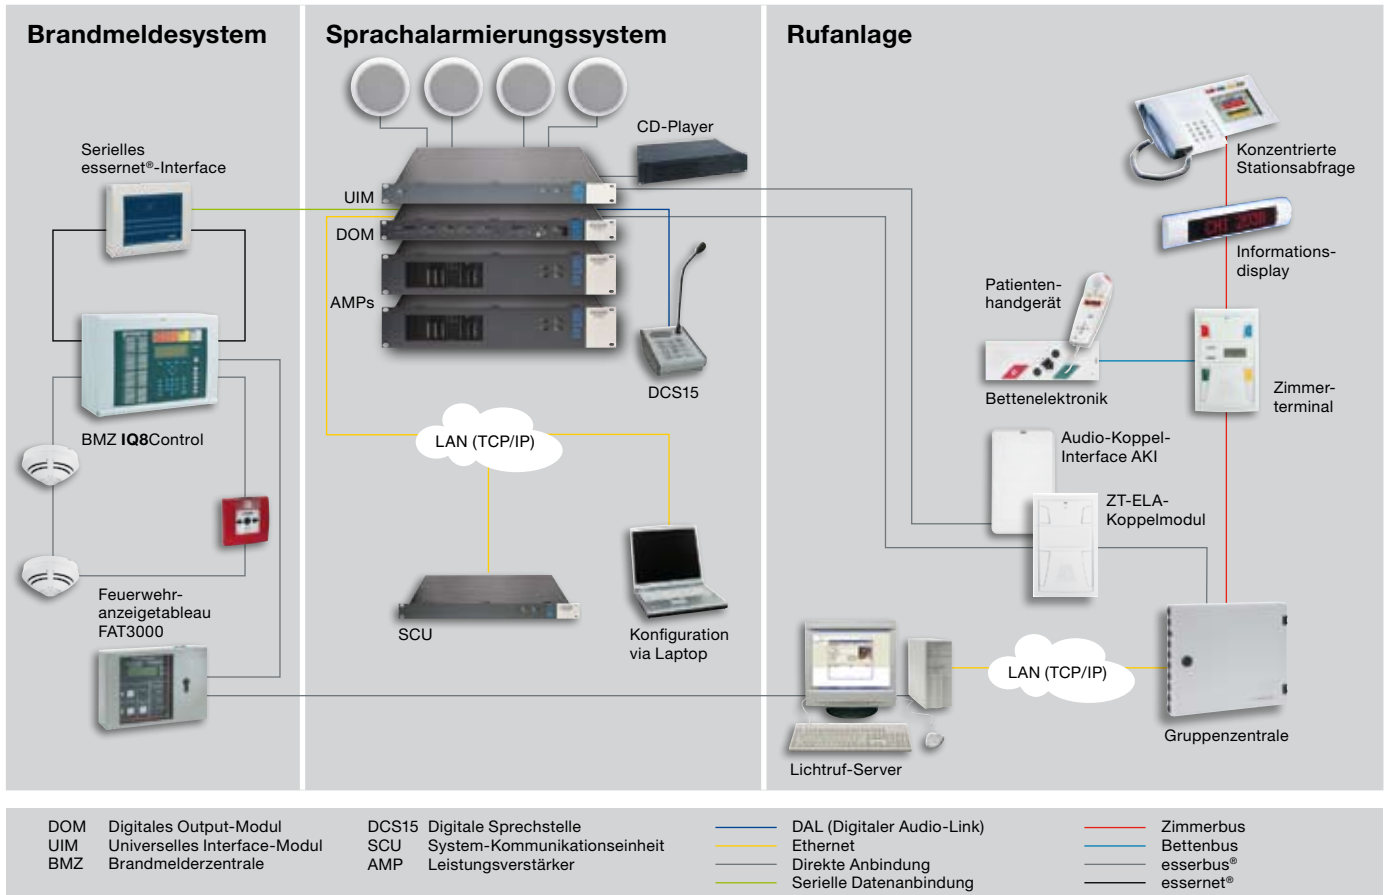 Brandmeldesystem
Serielles
essernet®-Interface
BMZ IQ8Control
Feuerwehr-
anzeigetableau
FAT3000
Sprachalarmierungssystem
CD-Player
UIM
DOM
AMPs
DCS15
LAN (TCP/IP)
SCU
Konfiguration
via Laptop
Rufanlage
Konzentrierte
Stationsabfrage
Informations-
display
Patienten-
handgerät
Bettenelektronik
Zimmer-
terminal
Audio-Koppel-
Interface AKI
ZT-ELA-
Koppelmodul
LAN (TCP/IP)
Gruppenzentrale
Lichtruf-Server
DOM Digitales Output-Modul
UIM Universelles Interface-Modul
BMZ Brandmelderzentrale
DCS15 Digitale Sprechstelle
SCU System-Kommunikationseinheit
AMP Leistungsverstärker
DAL (Digitaler Audio-Link)
Ethernet
Direkte Anbindung
Serielle Datenanbindung
Zimmerbus
Bettenbus
esserbus®
essernet®